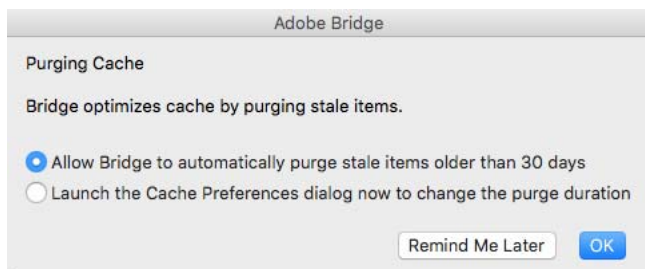 Adobe Bridge
Purging Cache
Bridge optimizes cache by purging stale items.
Allow Bridge to automatically purge stale items older than 30 days
Launch the Cache Preferences dialog now to change the purge duration
Remind Me Later OK